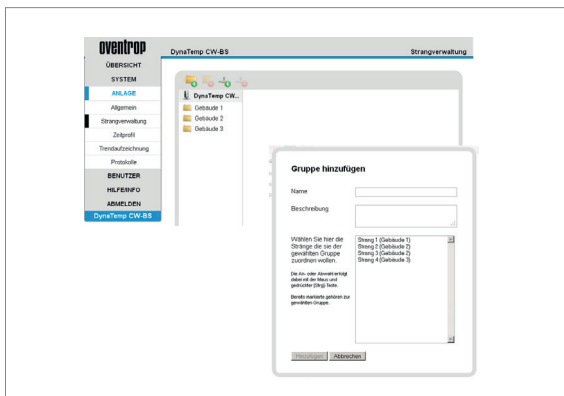 oventrop
DynaTemp CW-BS
Strangverwaltung
ÜBERSICHT
SYSTEM
ANLAGE
Allgemein
Strangverwaltung
Zeitprofil
Trendaufzeichnung
Protokolle
BENUTZER
HILFE/INFO
ABMELDEN
DynaTemp CW-BS
DynaTemp CW...
Gebäude 1
Gebäude 2
Gebäude 3
Gruppe hinzufügen
Name
Beschreibung
Wählen Sie hier die
Stränge die sie der
gewählten Gruppe
zuordnen wollen.
Die An- oder Abwahl erfolgt
dabei mit der Maus und
gedrückter (Strg)-Taste.
Bereits markierte gehören zur
gewählten Gruppe.
Strang 1 (Gebäude 1)
Strang 2 (Gebäude 2)
Strang 3 (Gebäude 2)
Strang 4 (Gebäude 3)
Hinzufügen
Abbrechen